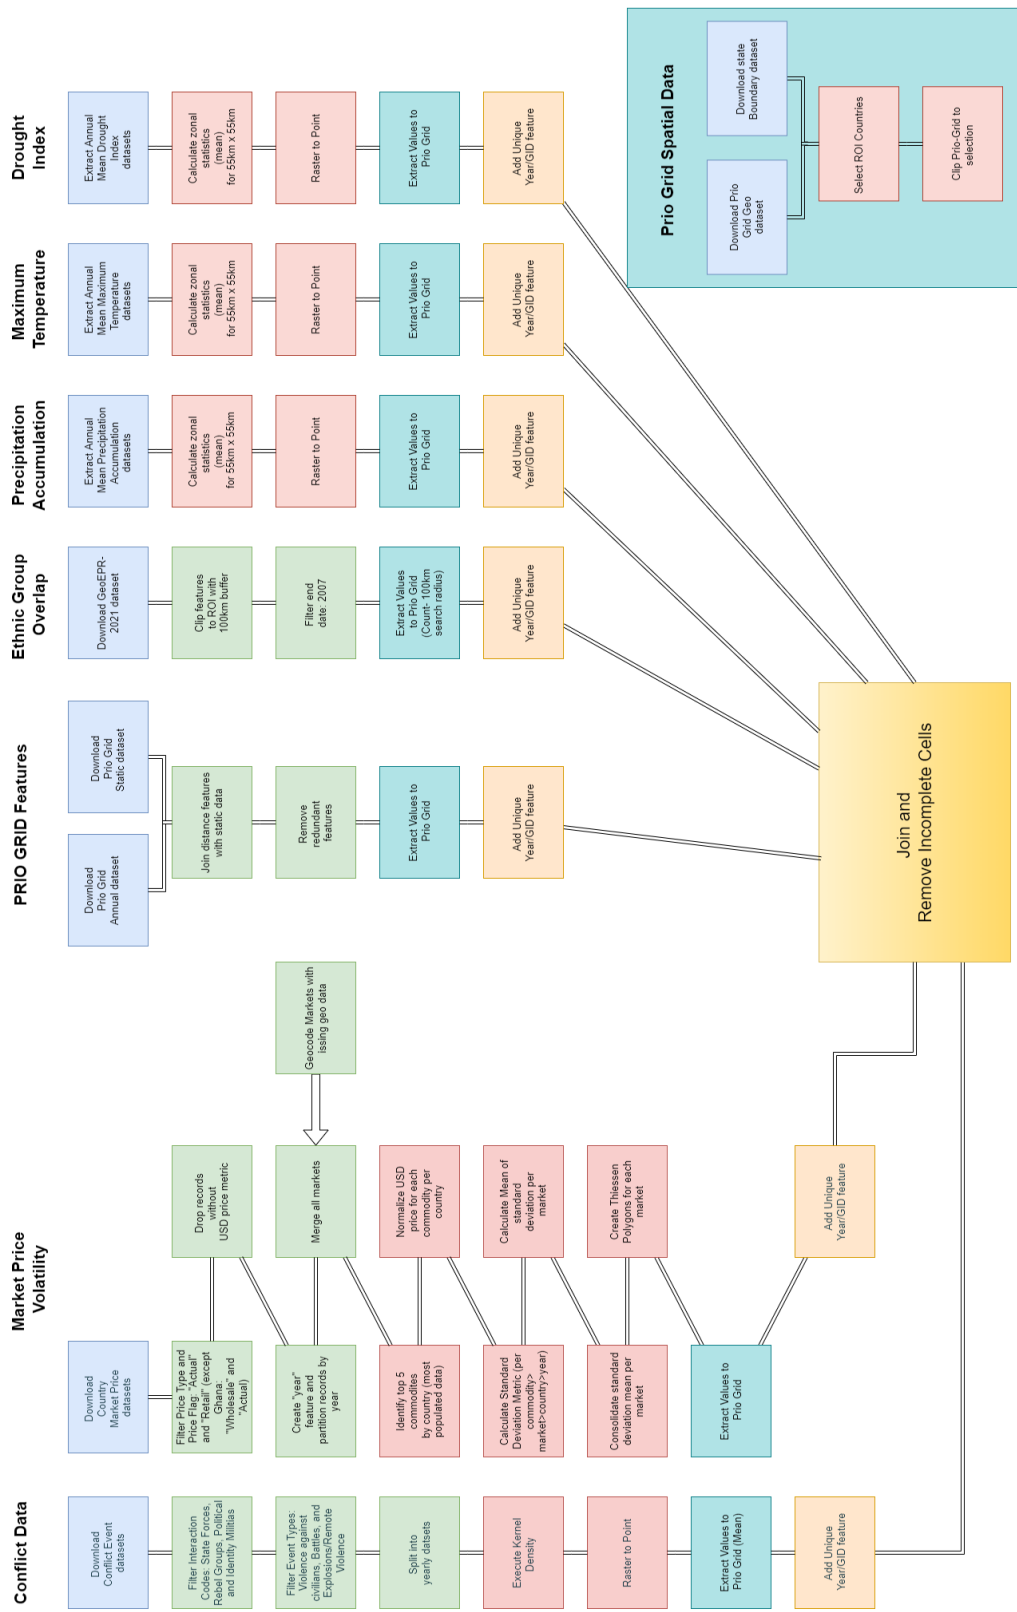 Conflict Data
Download
Conflict Event
datasets
Filter Interaction
Codes: State Forces,
Rebel Groups, Political
and Identity Militias
Filter Event Types:
Violence against
civilians, Battles, and
Explosions/Remote
Violence
Split into
yearly datsets
Execute Kernel
Density
Raster to Point
Extract Values to
Prio Grid (Mean)
Add Unique
Year/GID feature
Market Price
Volatility
Download
Country
Market Price
datasets
Filter Price Type and
Price Flag: "Actual"
and "Retail" (except
Ghana:
"Wholesale" and
"Actual)
Drop records
without
USD price metric
Create "year"
feature and
partition records by
year
Merge all markets
Geocode Markets with
issing geo data
Identify top 5
commodites
by country (most
populated data)
Normalize USD
price for each
commodity per
country
Calculate Standard
Deviation Metric (per
commodity>
market>country>year)
Calculate Mean of
standard
deviation per
market
Consolidate standard
deviation mean per
market
Create Thiessen
Polygons for each
market
Extract Values to
Prio Grid
Add Unique
Year/GID feature
PRIO GRID Features
Download
Prio Grid
Annual dataset
Download
Prio Grid
Static dataset
Join distance features
with static data
Remove
redundant
features
Extract Values to
Prio Grid
Add Unique
Year/GID feature
Ethnic Group
Overlap
Download GeoEPR-
2021 dataset
Clip features
to ROI with
100km buffer
Filter end
date: 2007
Extract Values
to Prio Grid
(Count- 100km
search radius)
Add Unique
Year/GID feature
Precipitation
Accumulation
Extract Annual
Mean Precipitation
Accumulation
datasets
Calculate zonal
statistics
(mean)
for 55km x 55km
Raster to Point
Extract Values to
Prio Grid
Add Unique
Year/GID feature
Maximum
Temperature
Extract Annual
Mean Maximum
Temperature
datasets
Calculate zonal
statistics
(mean)
for 55km x 55km
Raster to Point
Extract Values to
Prio Grid
Add Unique
Year/GID feature
Drought
Index
Extract Annual
Mean Drought
Index
datasets
Calculate zonal
statistics
(mean)
for 55km x 55km
Raster to Point
Extract Values to
Prio Grid
Add Unique
Year/GID feature
Join and
Remove Incomplete Cells
Prio Grid Spatial Data
Download Prio
Grid Geo
dataset
Download state
Boundary dataset
Select ROI Countries
Clip Prio-Grid to
selection